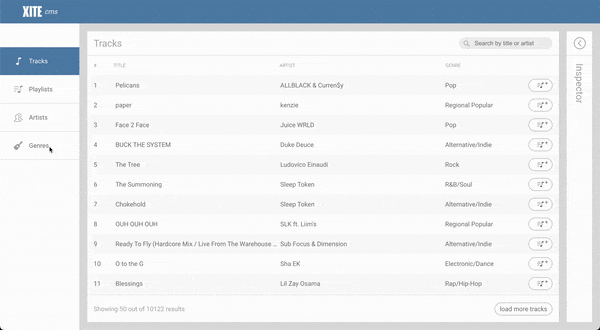 XITE cms
Tracks
Playlists
Artists
Genres
Tracks
Search by title or artist
# TITLE ARTIST GENRE
1 Pelicans ALLBLACK & Curren$y Pop
2 paper kenzie Regional Popular
3 Face 2 Face Juice WRLD Pop
4 BUCK THE SYSTEM Duke Deuce Alternative/Indie
5 The Tree Ludovico Einaudi Rock
6 The Summoning Sleep Token R&B/Soul
7 Chokehold Sleep Token Alternative/Indie
8 OUH OUH OUH SLK ft. Liim's Regional Popular
9 Ready To Fly (Hardcore Mix / Live From The Warehouse ... Sub Focus & Dimension Alternative/Indie
10 O to the G Sha EK Electronic/Dance
11 Blessings Lil Zay Osama Rap/Hip-Hop
Showing 50 out of 10122 results
load more tracks
Inspector